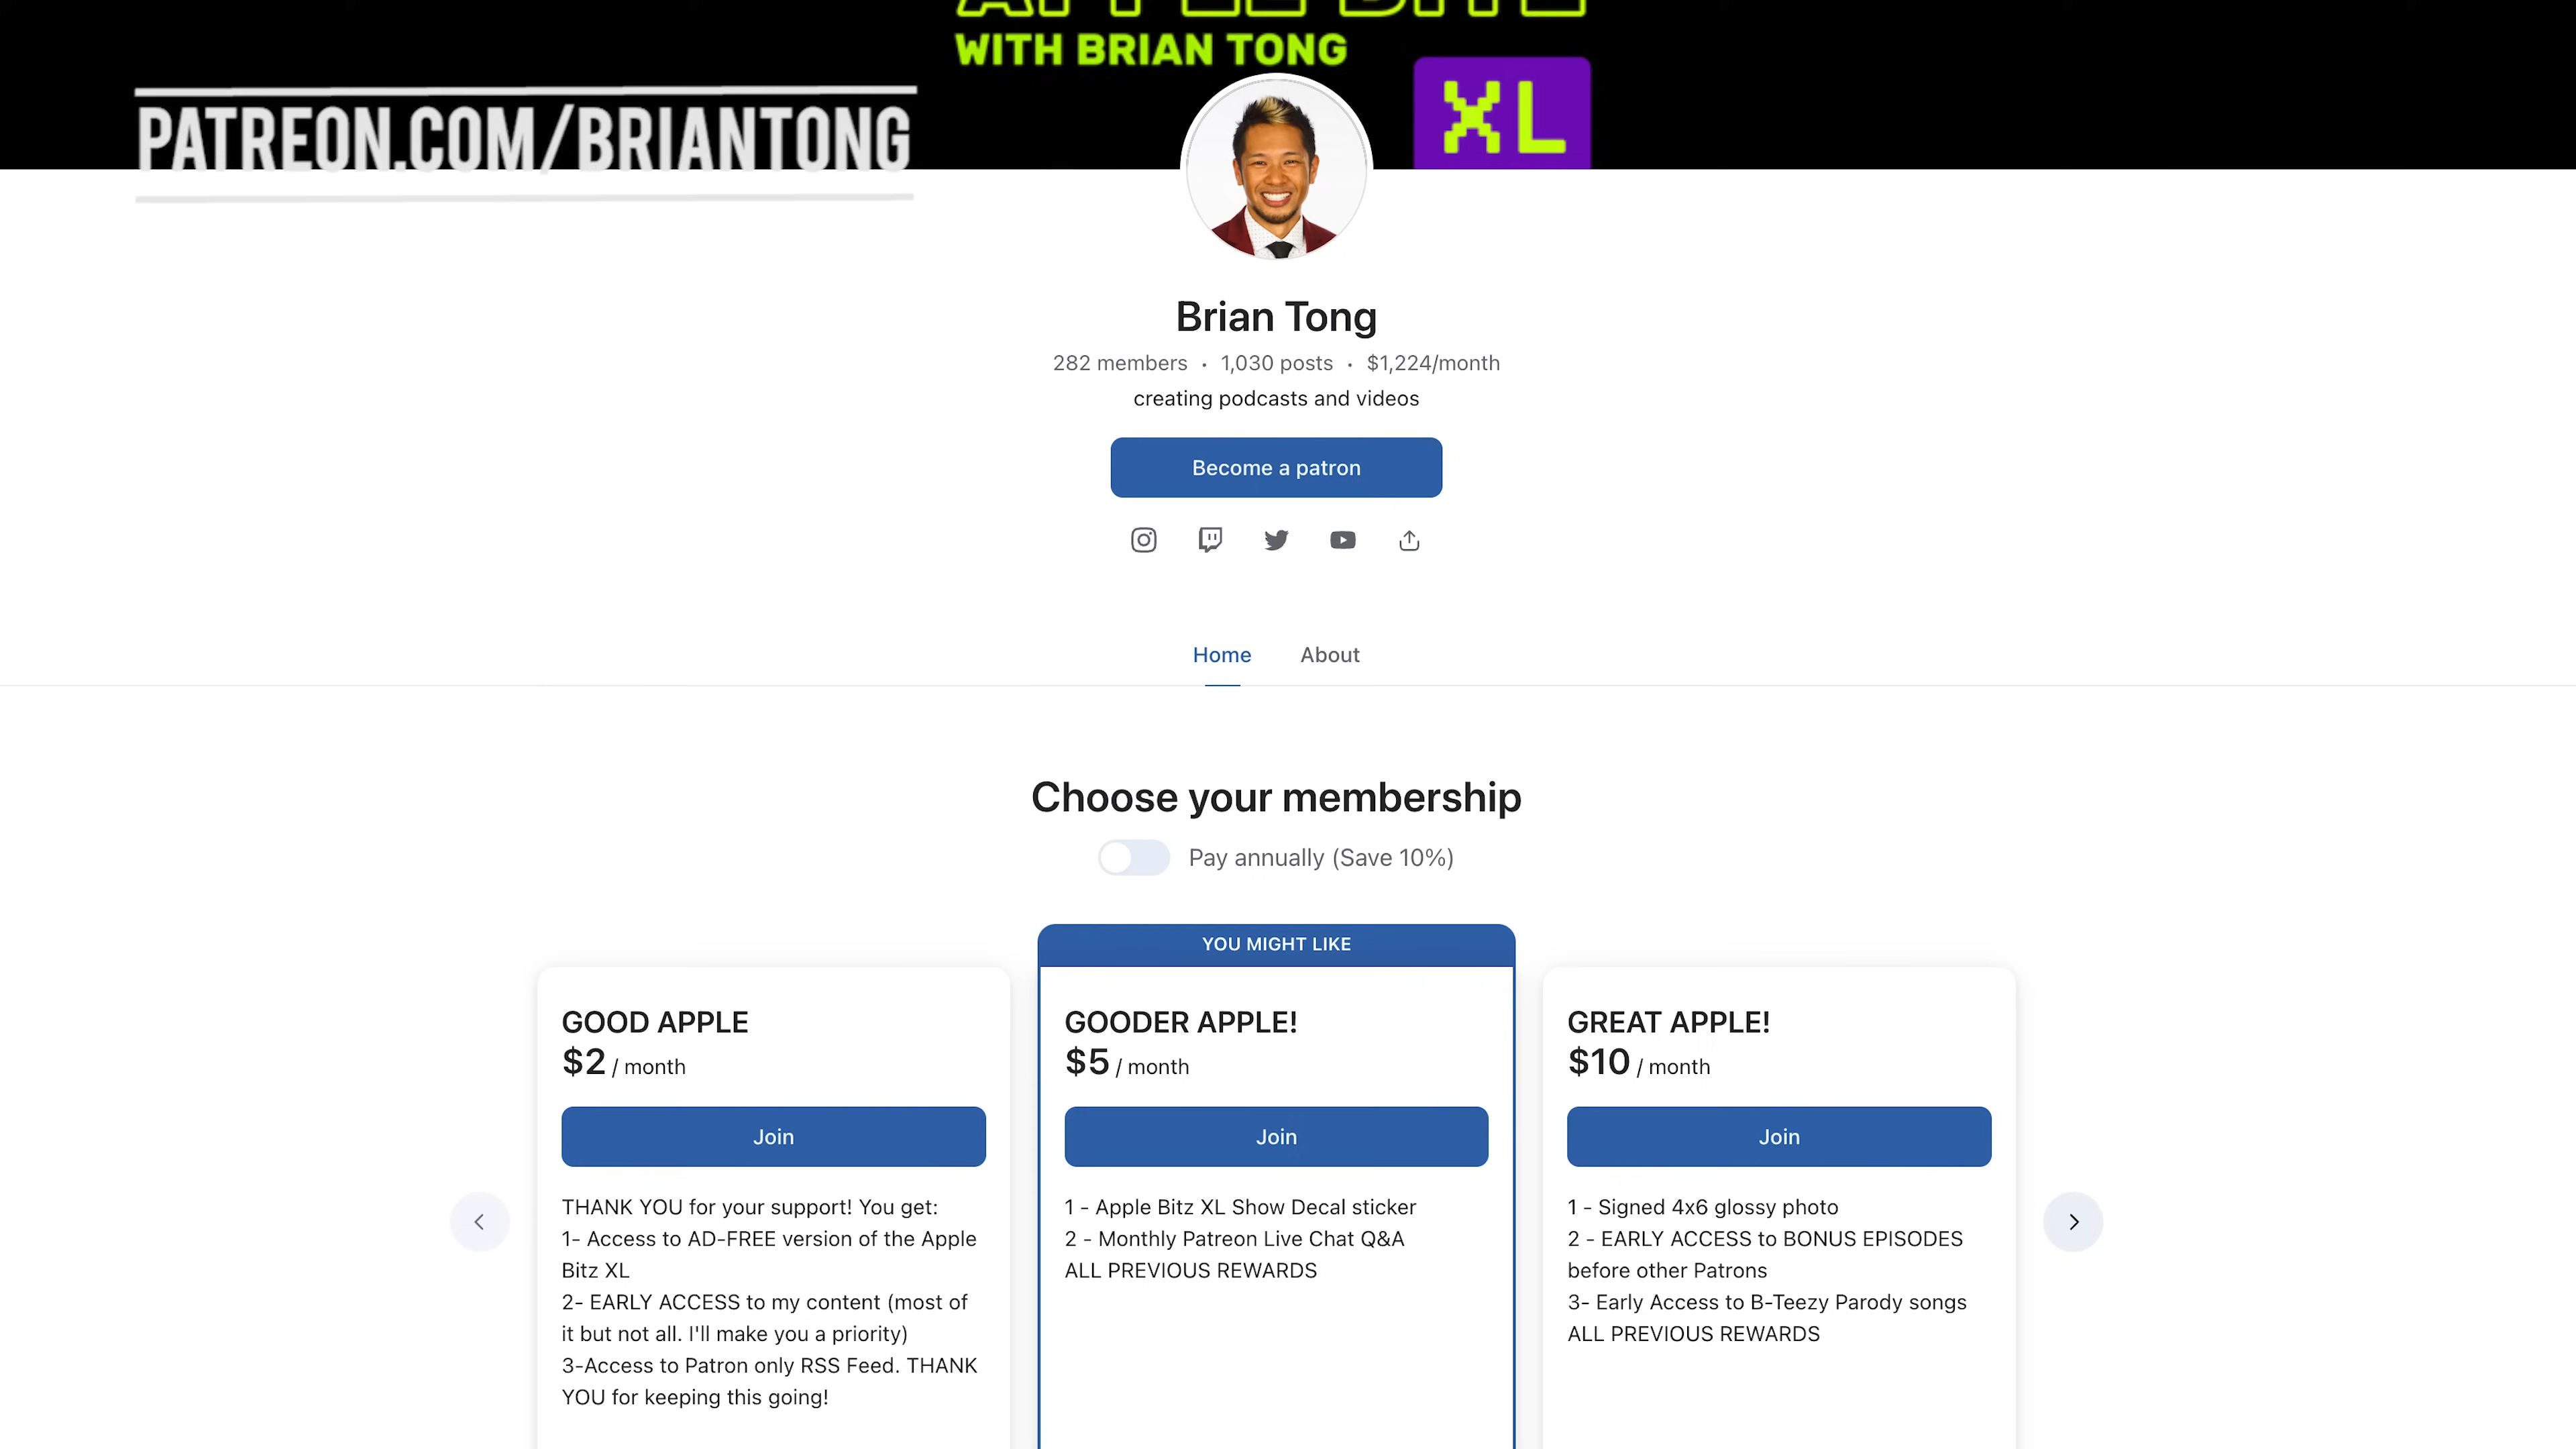 WITH BRIAN TONG
XL
PATREON.COM/BRIANTONG
Brian Tong
282 members · 1,030 posts · $1,224/month
creating podcasts and videos
Become a patron
Home About
Choose your membership
Pay annually (Save 10%)
GOOD APPLE
$2 / month
Join
THANK YOU for your support! You get:
1- Access to AD-FREE version of the Apple
Bitz XL
2- EARLY ACCESS to my content (most of
it but not all. I'll make you a priority)
3-Access to Patron only RSS Feed. THANK
YOU for keeping this going!
YOU MIGHT LIKE
GOODER APPLE!
$5 / month
Join
1 - Apple Bitz XL Show Decal sticker
2 - Monthly Patreon Live Chat Q&A
ALL PREVIOUS REWARDS
GREAT APPLE!
$10 / month
Join
1 - Signed 4x6 glossy photo
2 - EARLY ACCESS to BONUS EPISODES
before other Patrons
3- Early Access to B-Teezy Parody songs
ALL PREVIOUS REWARDS